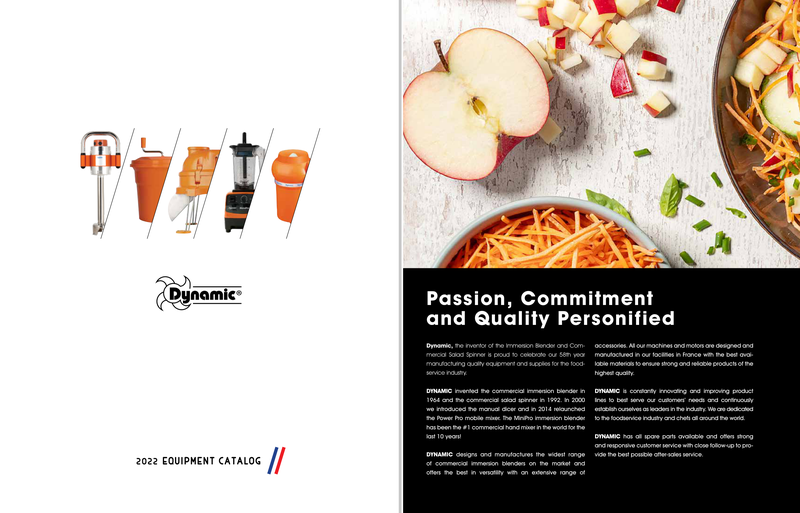 Dynamic®
2022 EQUIPMENT CATALOG
Passion, Commitment
and Quality Personified
Dynamic, the inventor of the Immersion Blender and Com-
mercial Salad Spinner is proud to celebrate our 58th year
manufacturing quality equipment and supplies for the food-
service industry.
DYNAMIC invented the commercial immersion blender in
1964 and the commercial salad spinner in 1992. In 2000
we introduced the manual dicer and in 2014 relaunched
the Power Pro mobile mixer. The MiniPro immersion blender
has been the #1 commercial hand mixer in the world for the
last 10 years!
DYNAMIC designs and manufactures the widest range
of commercial immersion blenders on the market and
offers the best in versatility with an extensive range of
accessories. All our machines and motors are designed and
manufactured in our facilities in France with the best avai-
lable materials to ensure strong and reliable products of the
highest quality.
DYNAMIC is constantly innovating and improving product
lines to best serve our customers' needs and continuously
establish ourselves as leaders in the industry. We are dedicated
to the foodservice industry and chefs all around the world.
DYNAMIC has all spare parts available and offers strong
and responsive customer service with close follow-up to pro-
vide the best possible after-sales service.